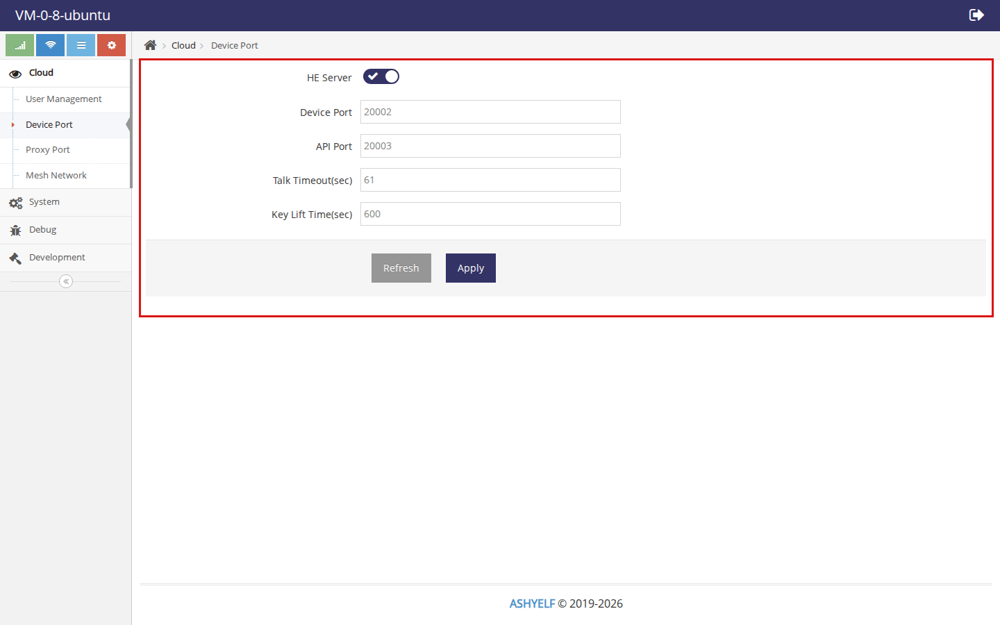 VM-0-8-ubuntu
Cloud
Device Port
Cloud
User Management
Device Port
Proxy Port
Mesh Network
System
Debug
Development
HE Server
Device Port 20002
API Port 20003
Talk Timeout(sec) 61
Key Lift Time(sec) 600
Refresh Apply
ASHYELF © 2019-2026